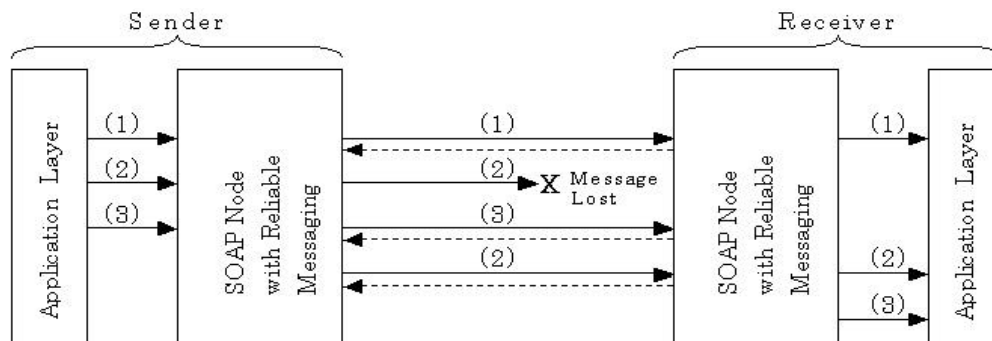 Sender
Receiver
Application Layer
(1)
(2)
(3)
SOAP Node
with Reliable
Messaging
(1)
(2)
X Message
Lost
(3)
(2)
SOAP Node
with Reliable
Messaging
(1)
(2)
(3)
Application Layer